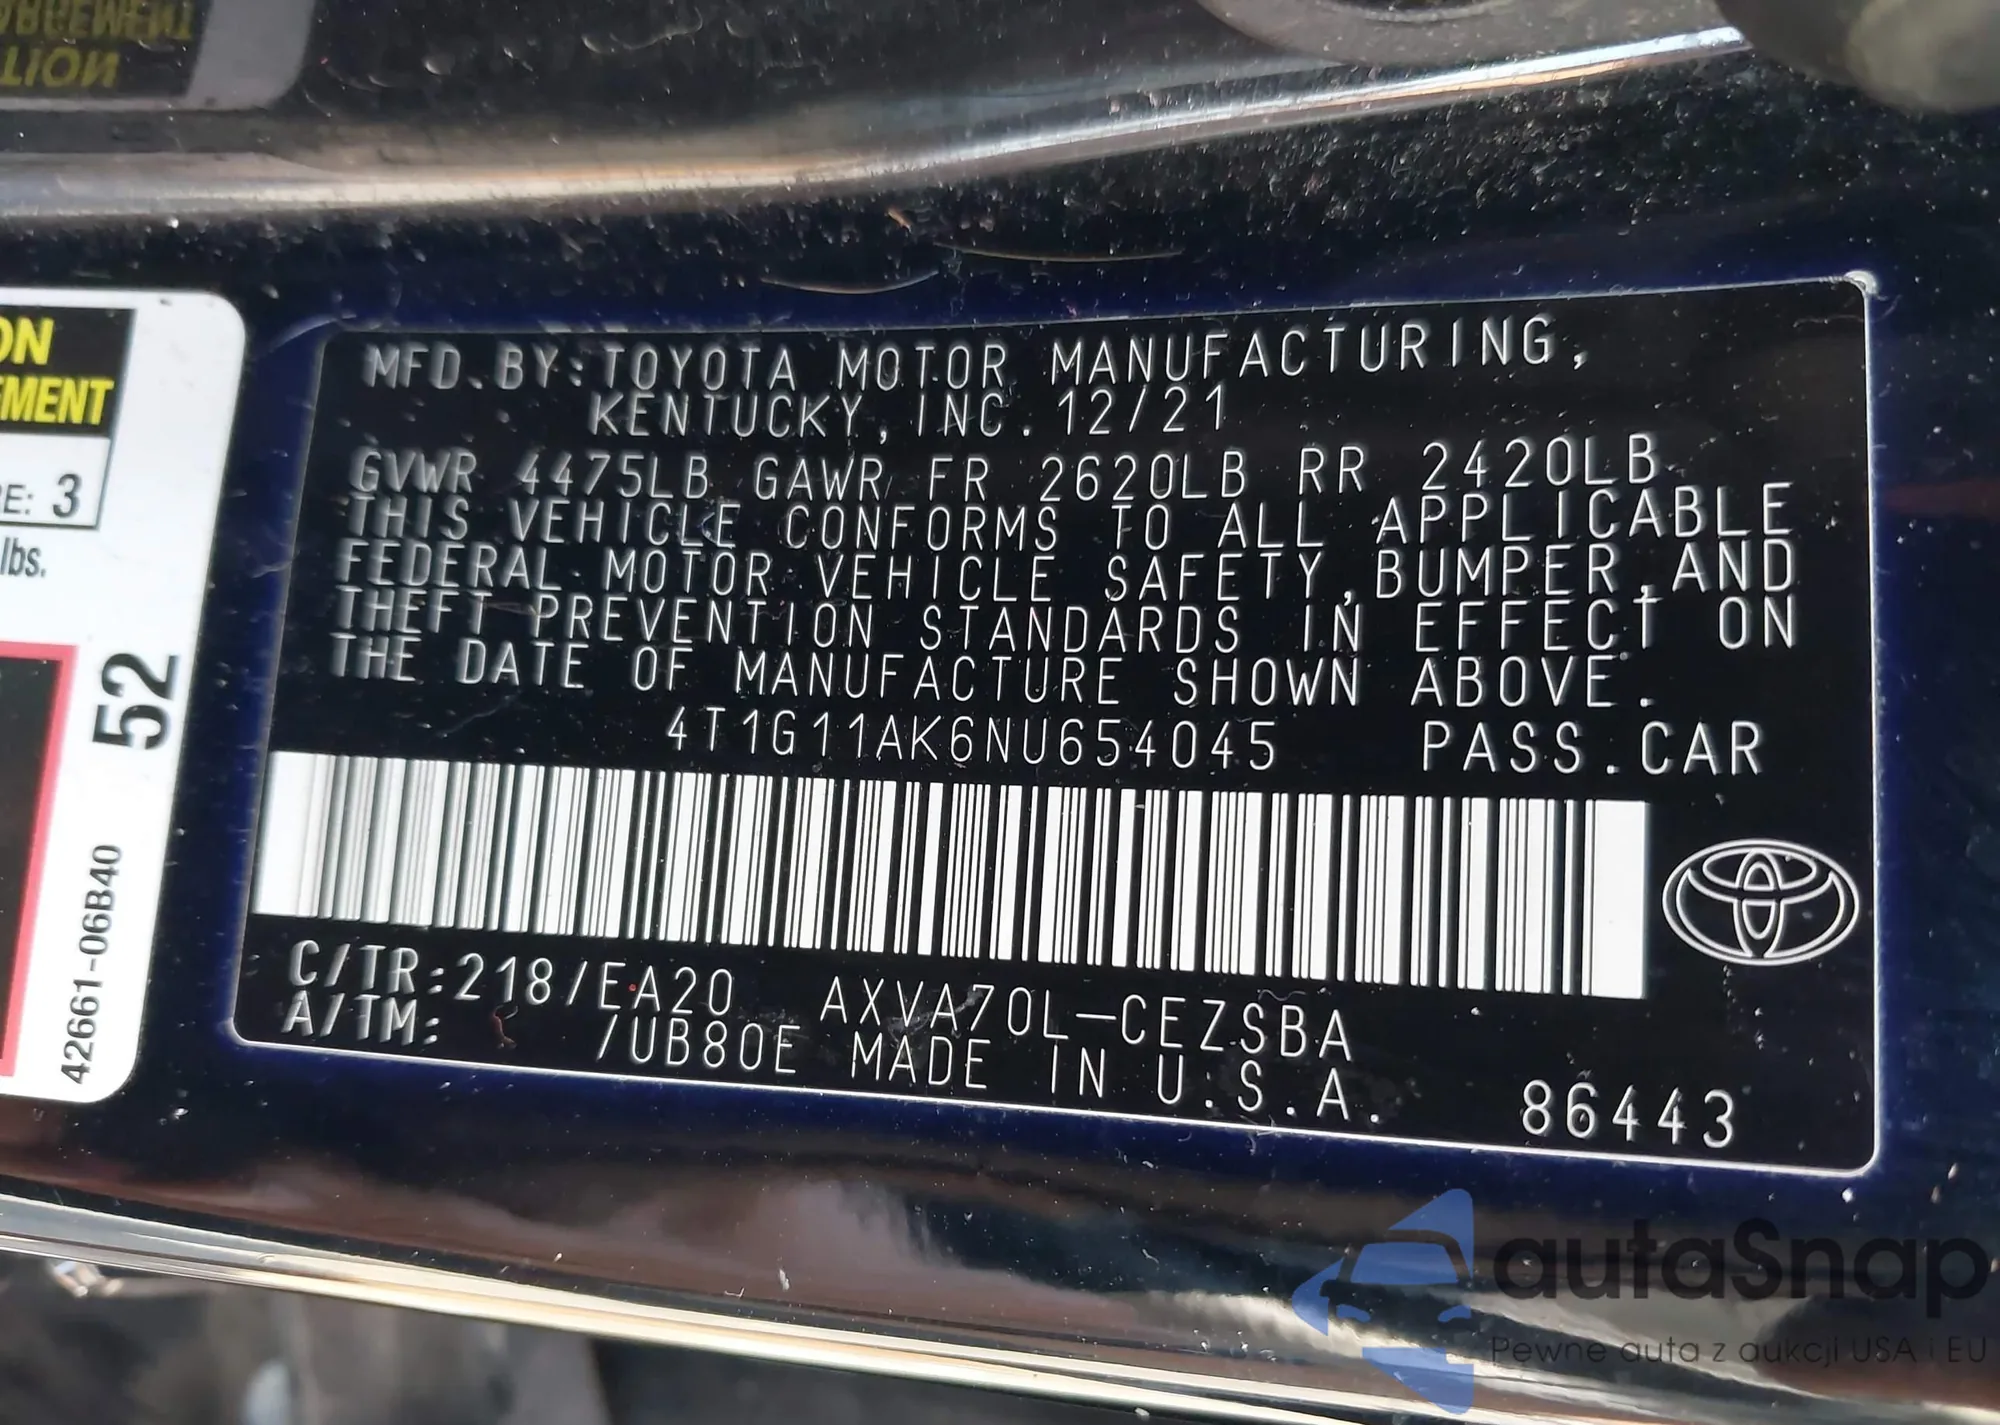 MFD. BY: TOYOTA MOTOR MANUFACTURING,
KENTUCKY, INC. 12/21
GVWR 4475LB GAWR FR 2620LB RR 2420LB
THIS VEHICLE CONFORMS TO ALL APPLICABLE
FEDERAL MOTOR VEHICLE SAFETY, BUMPER, AND
THEFT PREVENTION STANDARDS IN EFFECT ON
THE DATE OF MANUFACTURE SHOWN ABOVE.
4T1G11AK6NU654045 PASS. CAR
C/TR: 218/EA20 AXVA70L-CEZSBA
A/TM: /UB80E MADE IN U.S.A.
86443
ON
EMENT
RE: 3
lbs.
52
42661-06B40
autaSnap
Pewne auta z aukcji USA i EU